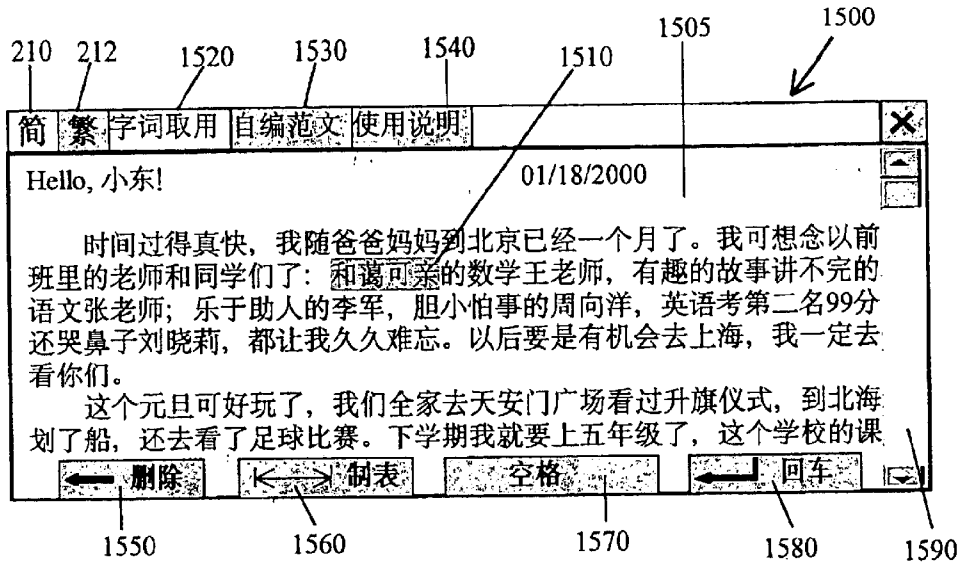 1500
1505
210 212 1520 1530 1540 1510
简 繁 字词取用 自编范文 使用说明
Hello, 小东! 01/18/2000
时间过得真快，我随爸爸妈妈到北京已经一个月了。我可想念以前
班里的老师和同学们了：和蔼可亲的数学王老师，有趣的故事讲不完的
语文张老师；乐于助人的李军，胆小怕事的周向洋，英语考第二名99分
还哭鼻子刘晓莉，都让我久久难忘。以后要是有机会去上海，我一定去
看你们。
这个元旦可好玩了，我们全家去天安门广场看过升旗仪式，到北海
划了船，还去看了足球比赛。下学期我就要上五年级了，这个学校的课
删除 制表 空格 回车
1550 1560 1570 1580 1590